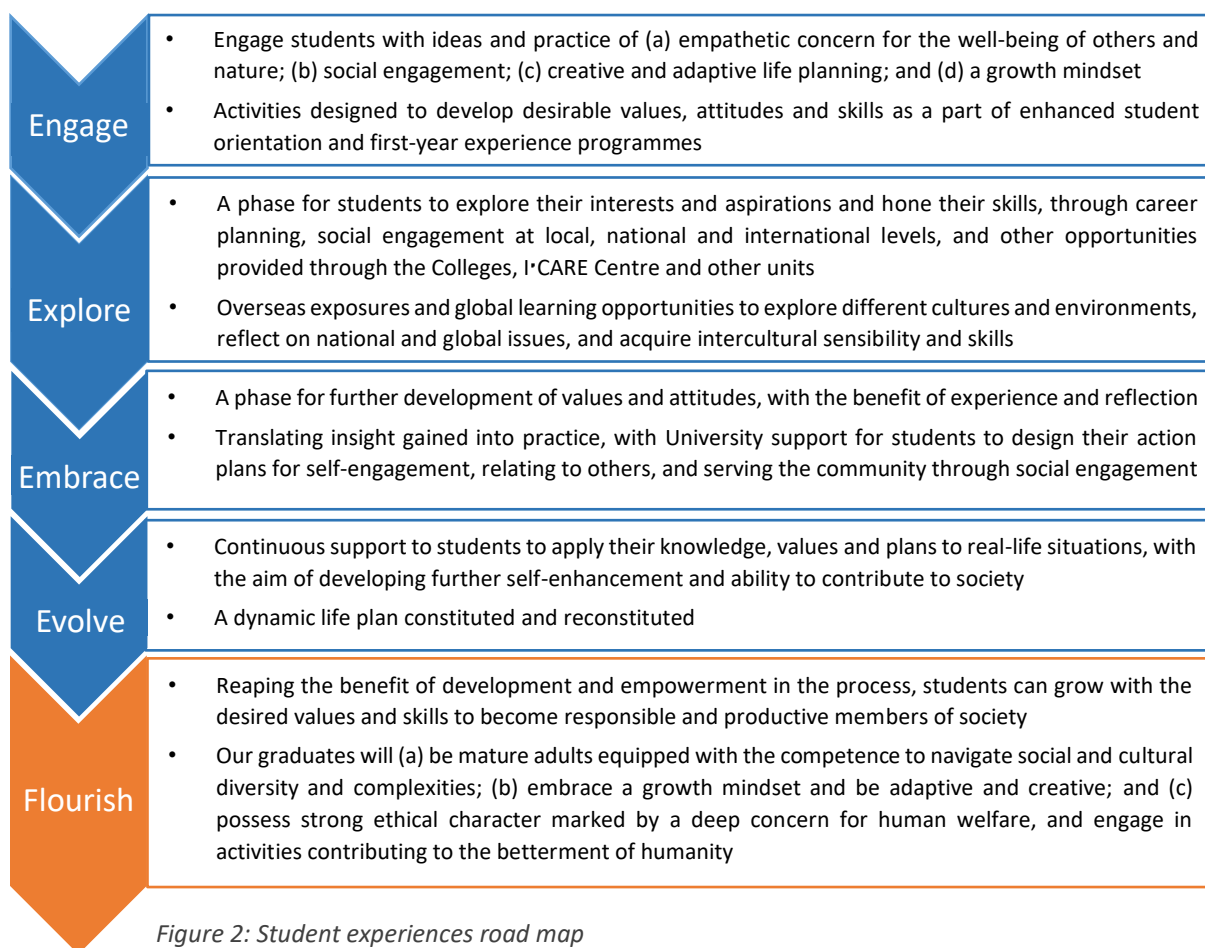 Engage
• Engage students with ideas and practice of (a) empathetic concern for the well-being of others and
nature; (b) social engagement; (c) creative and adaptive life planning; and (d) a growth mindset
• Activities designed to develop desirable values, attitudes and skills as a part of enhanced student
orientation and first-year experience programmes
Explore
• A phase for students to explore their interests and aspirations and hone their skills, through career
planning, social engagement at local, national and international levels, and other opportunities
provided through the Colleges, I·CARE Centre and other units
• Overseas exposures and global learning opportunities to explore different cultures and environments,
reflect on national and global issues, and acquire intercultural sensibility and skills
Embrace
• A phase for further development of values and attitudes, with the benefit of experience and reflection
• Translating insight gained into practice, with University support for students to design their action
plans for self-engagement, relating to others, and serving the community through social engagement
Evolve
• Continuous support to students to apply their knowledge, values and plans to real-life situations, with
the aim of developing further self-enhancement and ability to contribute to society
• A dynamic life plan constituted and reconstituted
Flourish
• Reaping the benefit of development and empowerment in the process, students can grow with the
desired values and skills to become responsible and productive members of society
• Our graduates will (a) be mature adults equipped with the competence to navigate social and cultural
diversity and complexities; (b) embrace a growth mindset and be adaptive and creative; and (c)
possess strong ethical character marked by a deep concern for human welfare, and engage in
activities contributing to the betterment of humanity
Figure 2: Student experiences road map